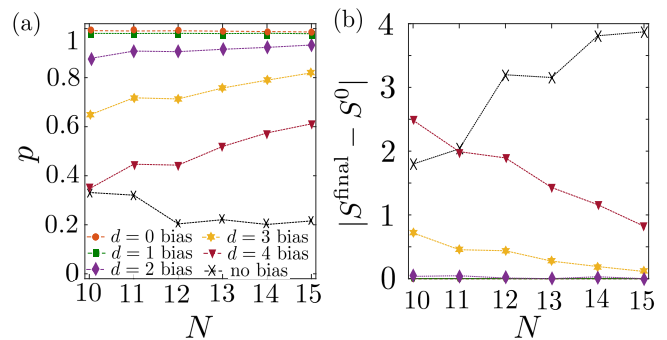 (a)
1
0.8
0.6
0.4
0.2
0
p
d = 0 bias
d = 1 bias
d = 2 bias
d = 3 bias
d = 4 bias
no bias
10 11 12 13 14 15
N
(b)
4
3
2
1
0
|S^final − S^0|
10 11 12 13 14 15
N